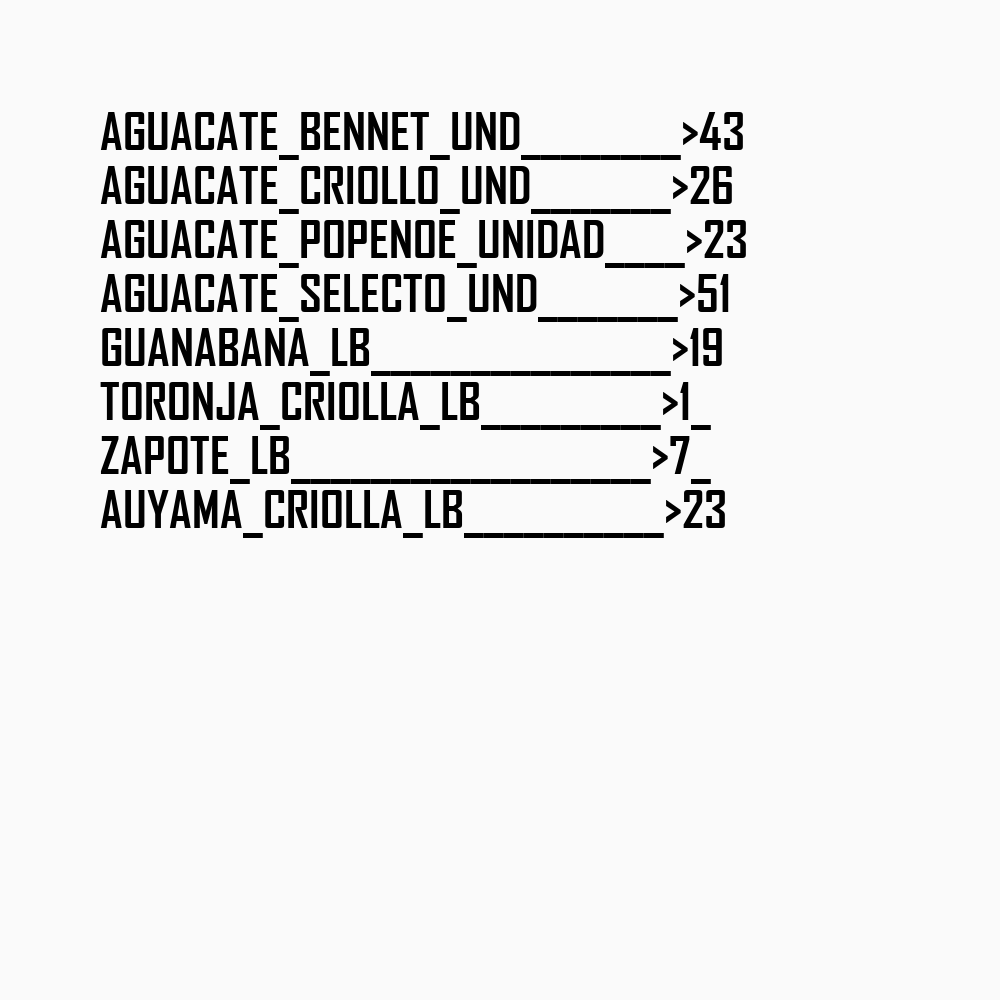 AGUACATE_BENNET_UND________>43
AGUACATE_CRIOLLO_UND_______>26
AGUACATE_POPENOE_UNIDAD____>23
AGUACATE_SELECTO_UND_______>51
GUANABANA_LB_______________>19
TORONJA_CRIOLLA_LB_________>1_
ZAPOTE_LB__________________>7_
AUYAMA_CRIOLLA_LB__________>23